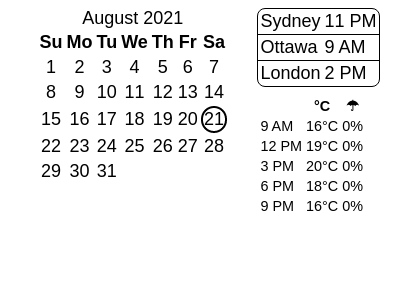 August 2021
Su Mo Tu We Th Fr Sa
1 2 3 4 5 6 7
8 9 10 11 12 13 14
15 16 17 18 19 20 21
22 23 24 25 26 27 28
29 30 31
Sydney 11 PM
Ottawa 9 AM
London 2 PM
°C ☂
9 AM 16°C 0%
12 PM 19°C 0%
3 PM 20°C 0%
6 PM 18°C 0%
9 PM 16°C 0%